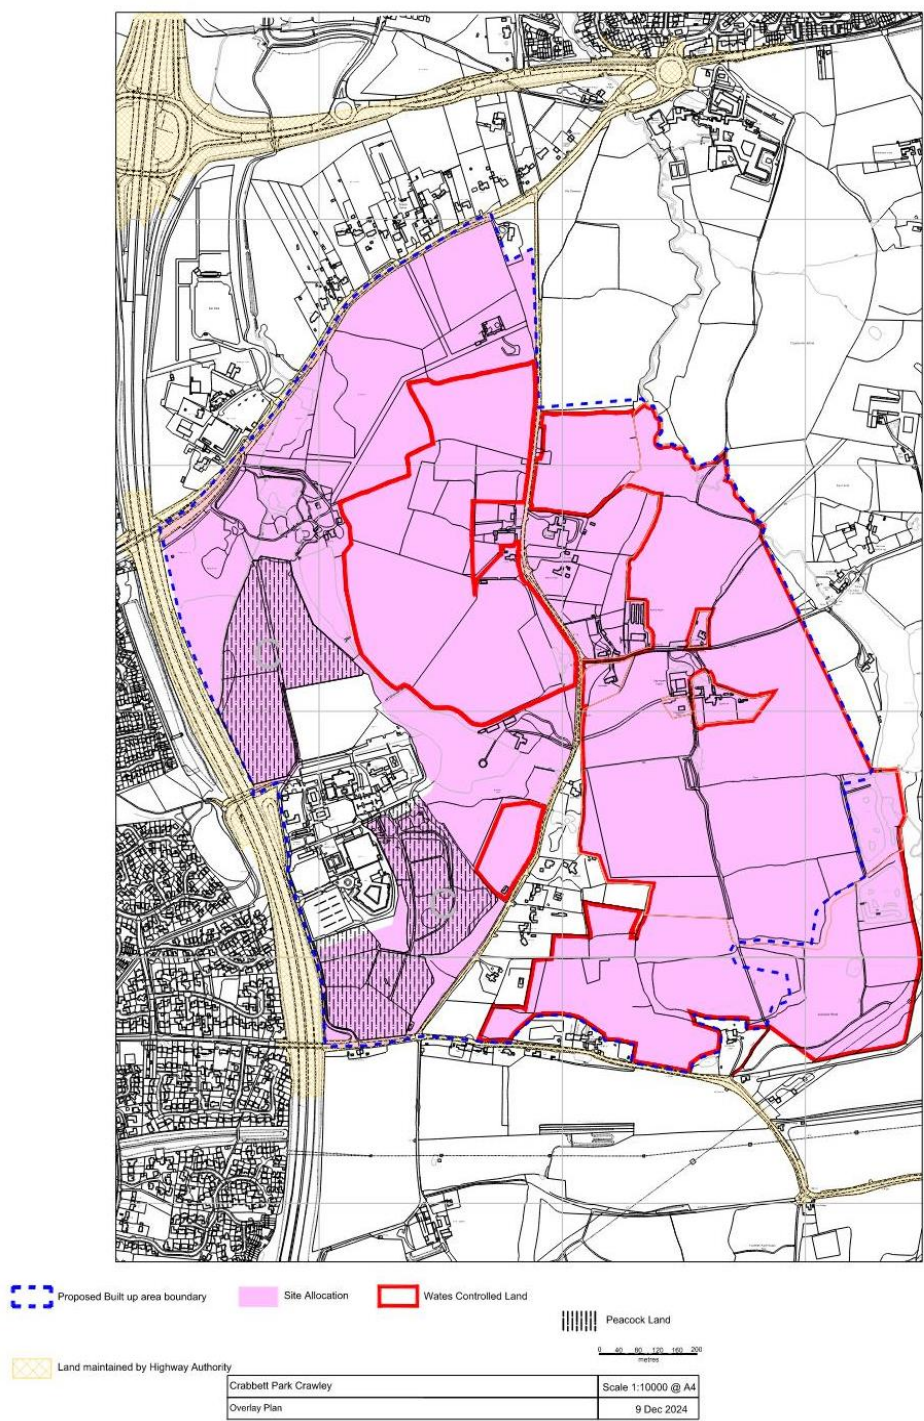 Proposed Built up area boundary
Site Allocation
Wates Controlled Land
Peacock Land
0 40 80 120 160 200
metres
Land maintained by Highway Authority
Crabbett Park Crawley
Scale 1:10000 @ A4
Overlay Plan
9 Dec 2024